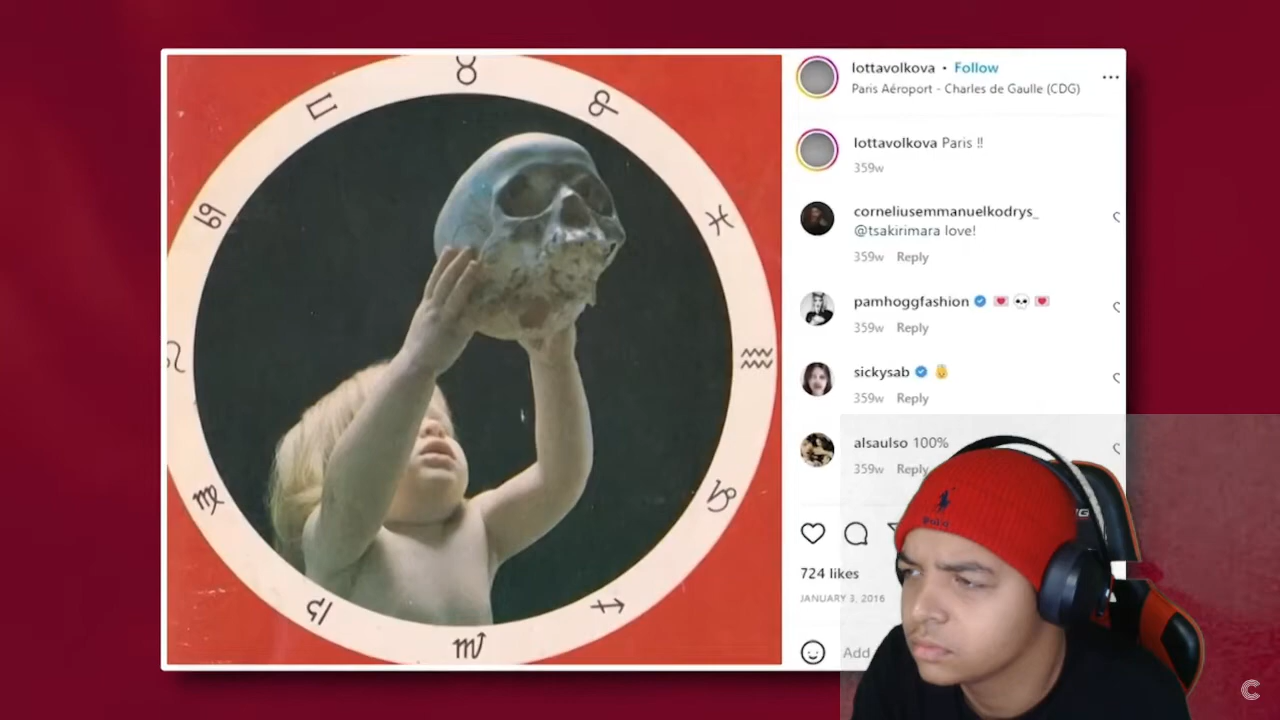 lottavolkova • Follow
Paris Aéroport - Charles de Gaulle (CDG)
lottavolkova Paris !!
359w
corneliusemmanuelkodrys_
@tsakirimara love!
359w Reply
pamhoggfashion
359w Reply
sickysab
359w Reply
alsaulso 100%
359w Reply
724 likes
JANUARY 3, 2016
Add
Polo